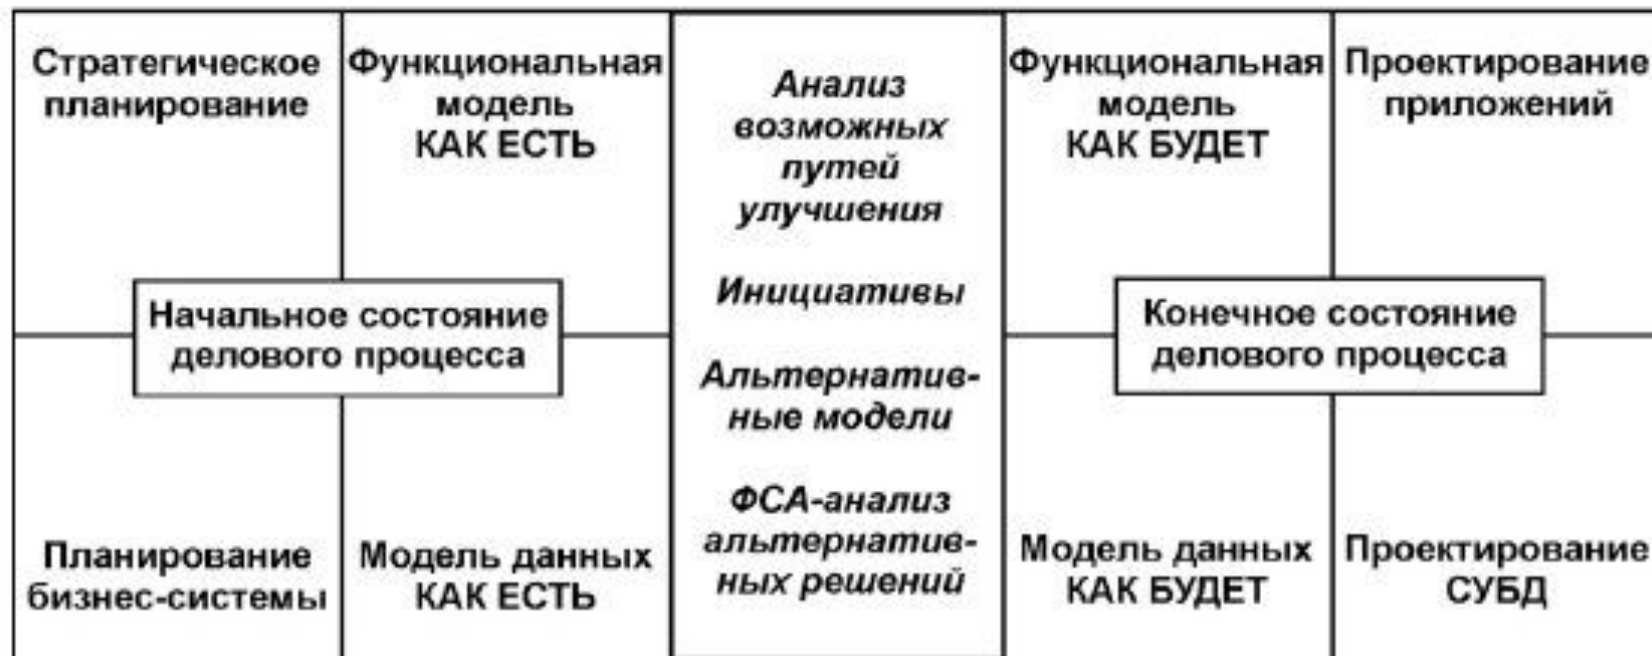 Стратегическое
планирование
Функциональная
модель
КАК ЕСТЬ
Начальное состояние
делового процесса
Планирование
бизнес-системы
Модель данных
КАК ЕСТЬ
Анализ
возможных
путей
улучшения
Инициативы
Альтернатив-
ные модели
ФСА-анализ
альтернатив-
ных решений
Функциональная
модель
КАК БУДЕТ
Проектирование
приложений
Конечное состояние
делового процесса
Модель данных
КАК БУДЕТ
Проектирование
СУБД